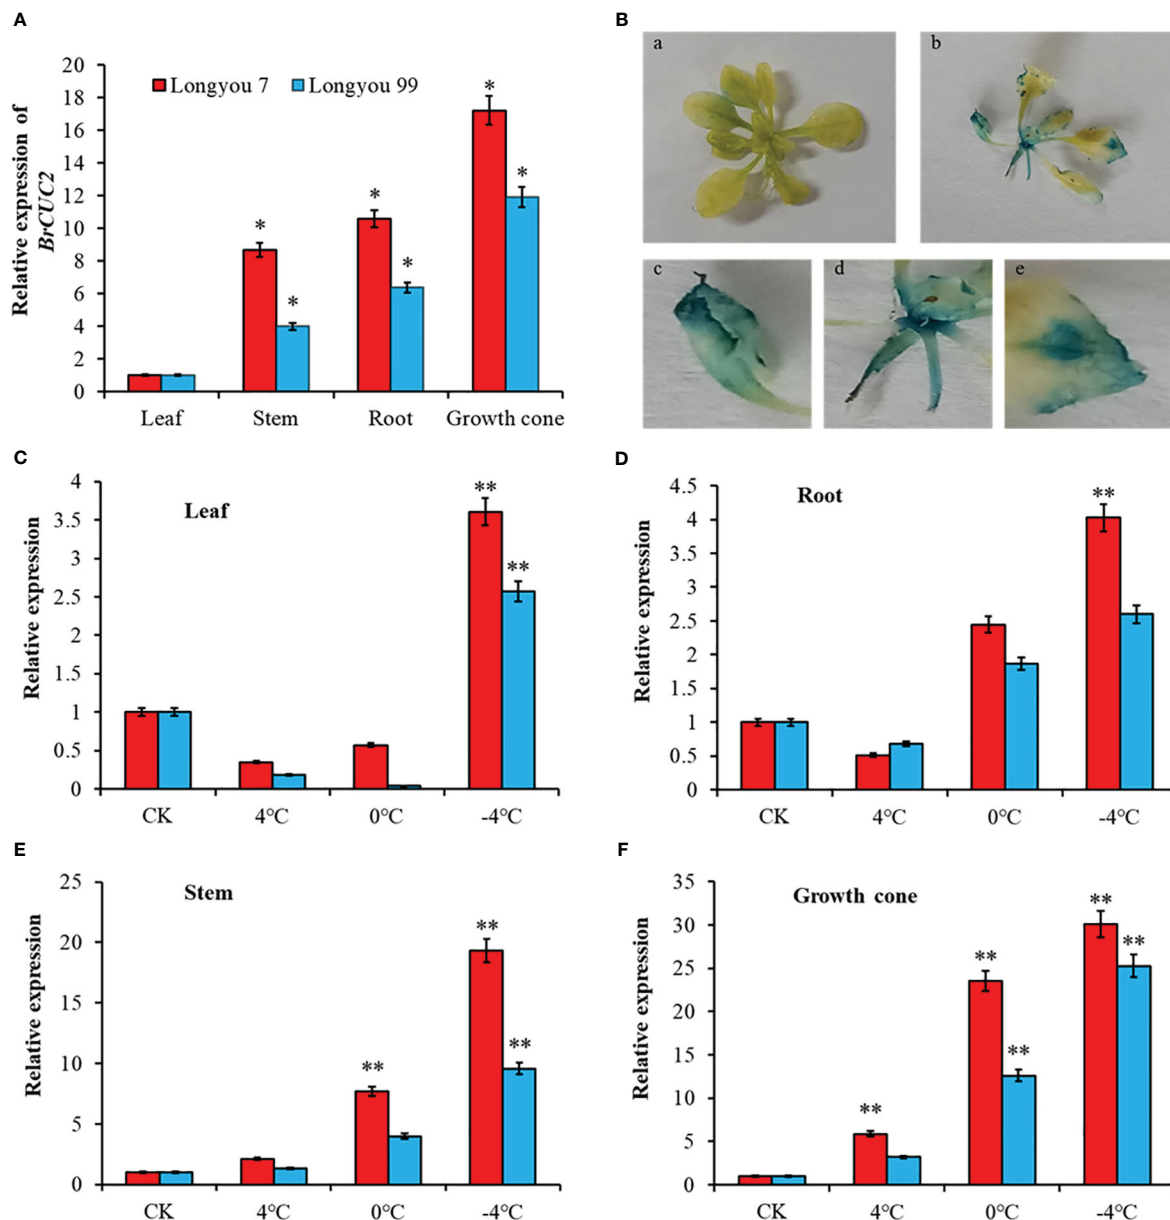 A
Relative expression of
BrCUC2
20
18
16
14
12
10
8
6
4
2
0
Longyou 7
Longyou 99
*
*
*
*
*
*
Leaf
Stem
Root
Growth cone
B
a
b
c
d
e
C
Leaf
Relative expression
4
3.5
3
2.5
2
1.5
1
0.5
0
**
**
CK
4°C
0°C
-4°C
D
Root
Relative expression
4.5
4
3.5
3
2.5
2
1.5
1
0.5
0
**
CK
4°C
0°C
-4°C
E
Stem
Relative expression
25
20
15
10
5
0
**
**
**
CK
4°C
0°C
-4°C
F
Growth cone
Relative expression
35
30
25
20
15
10
5
0
**
**
**
**
**
CK
4°C
0°C
-4°C